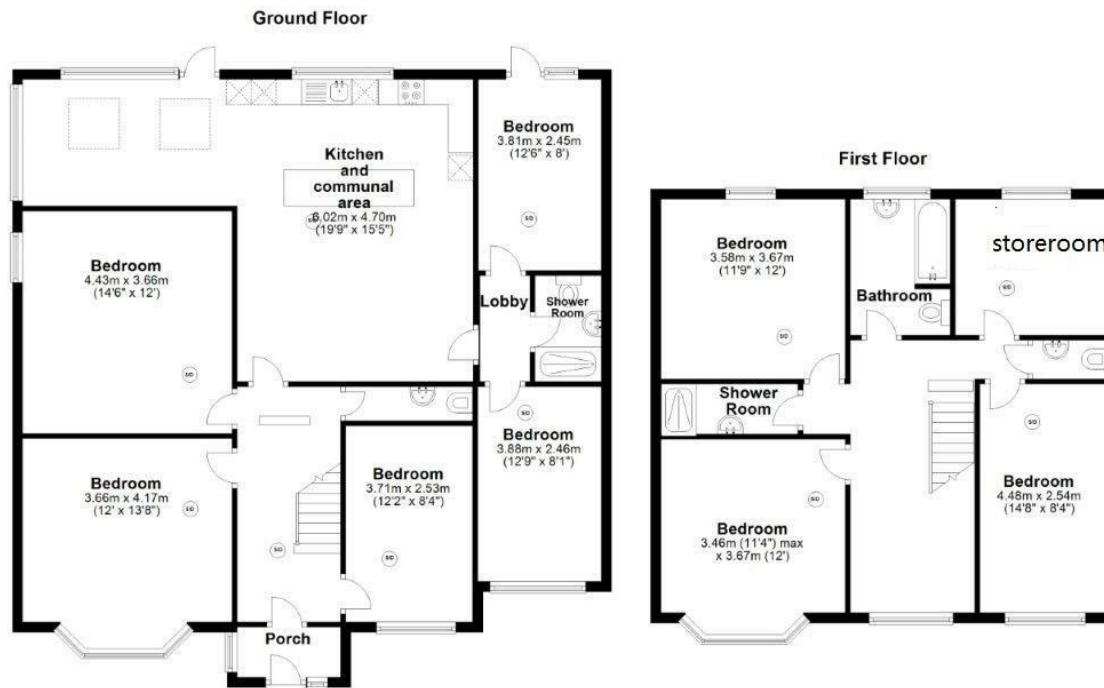 Ground Floor
Bedroom
3.81m x 2.45m
(12'6" x 8')
Kitchen
and
communal
area
6.02m x 4.70m
(19'9" x 15'5")
Bedroom
4.43m x 3.66m
(14'6" x 12')
Lobby
Shower
Room
Bedroom
3.66m x 4.17m
(12' x 13'8")
Bedroom
3.71m x 2.53m
(12'2" x 8'4")
Bedroom
3.88m x 2.46m
(12'9" x 8'1")
Porch
First Floor
Bedroom
3.58m x 3.67m
(11'9" x 12')
Bathroom
storeroom
Shower
Room
Bedroom
3.46m (11'4") max
x 3.67m (12')
4.48m x 2.54m
(14'8" x 8'4")